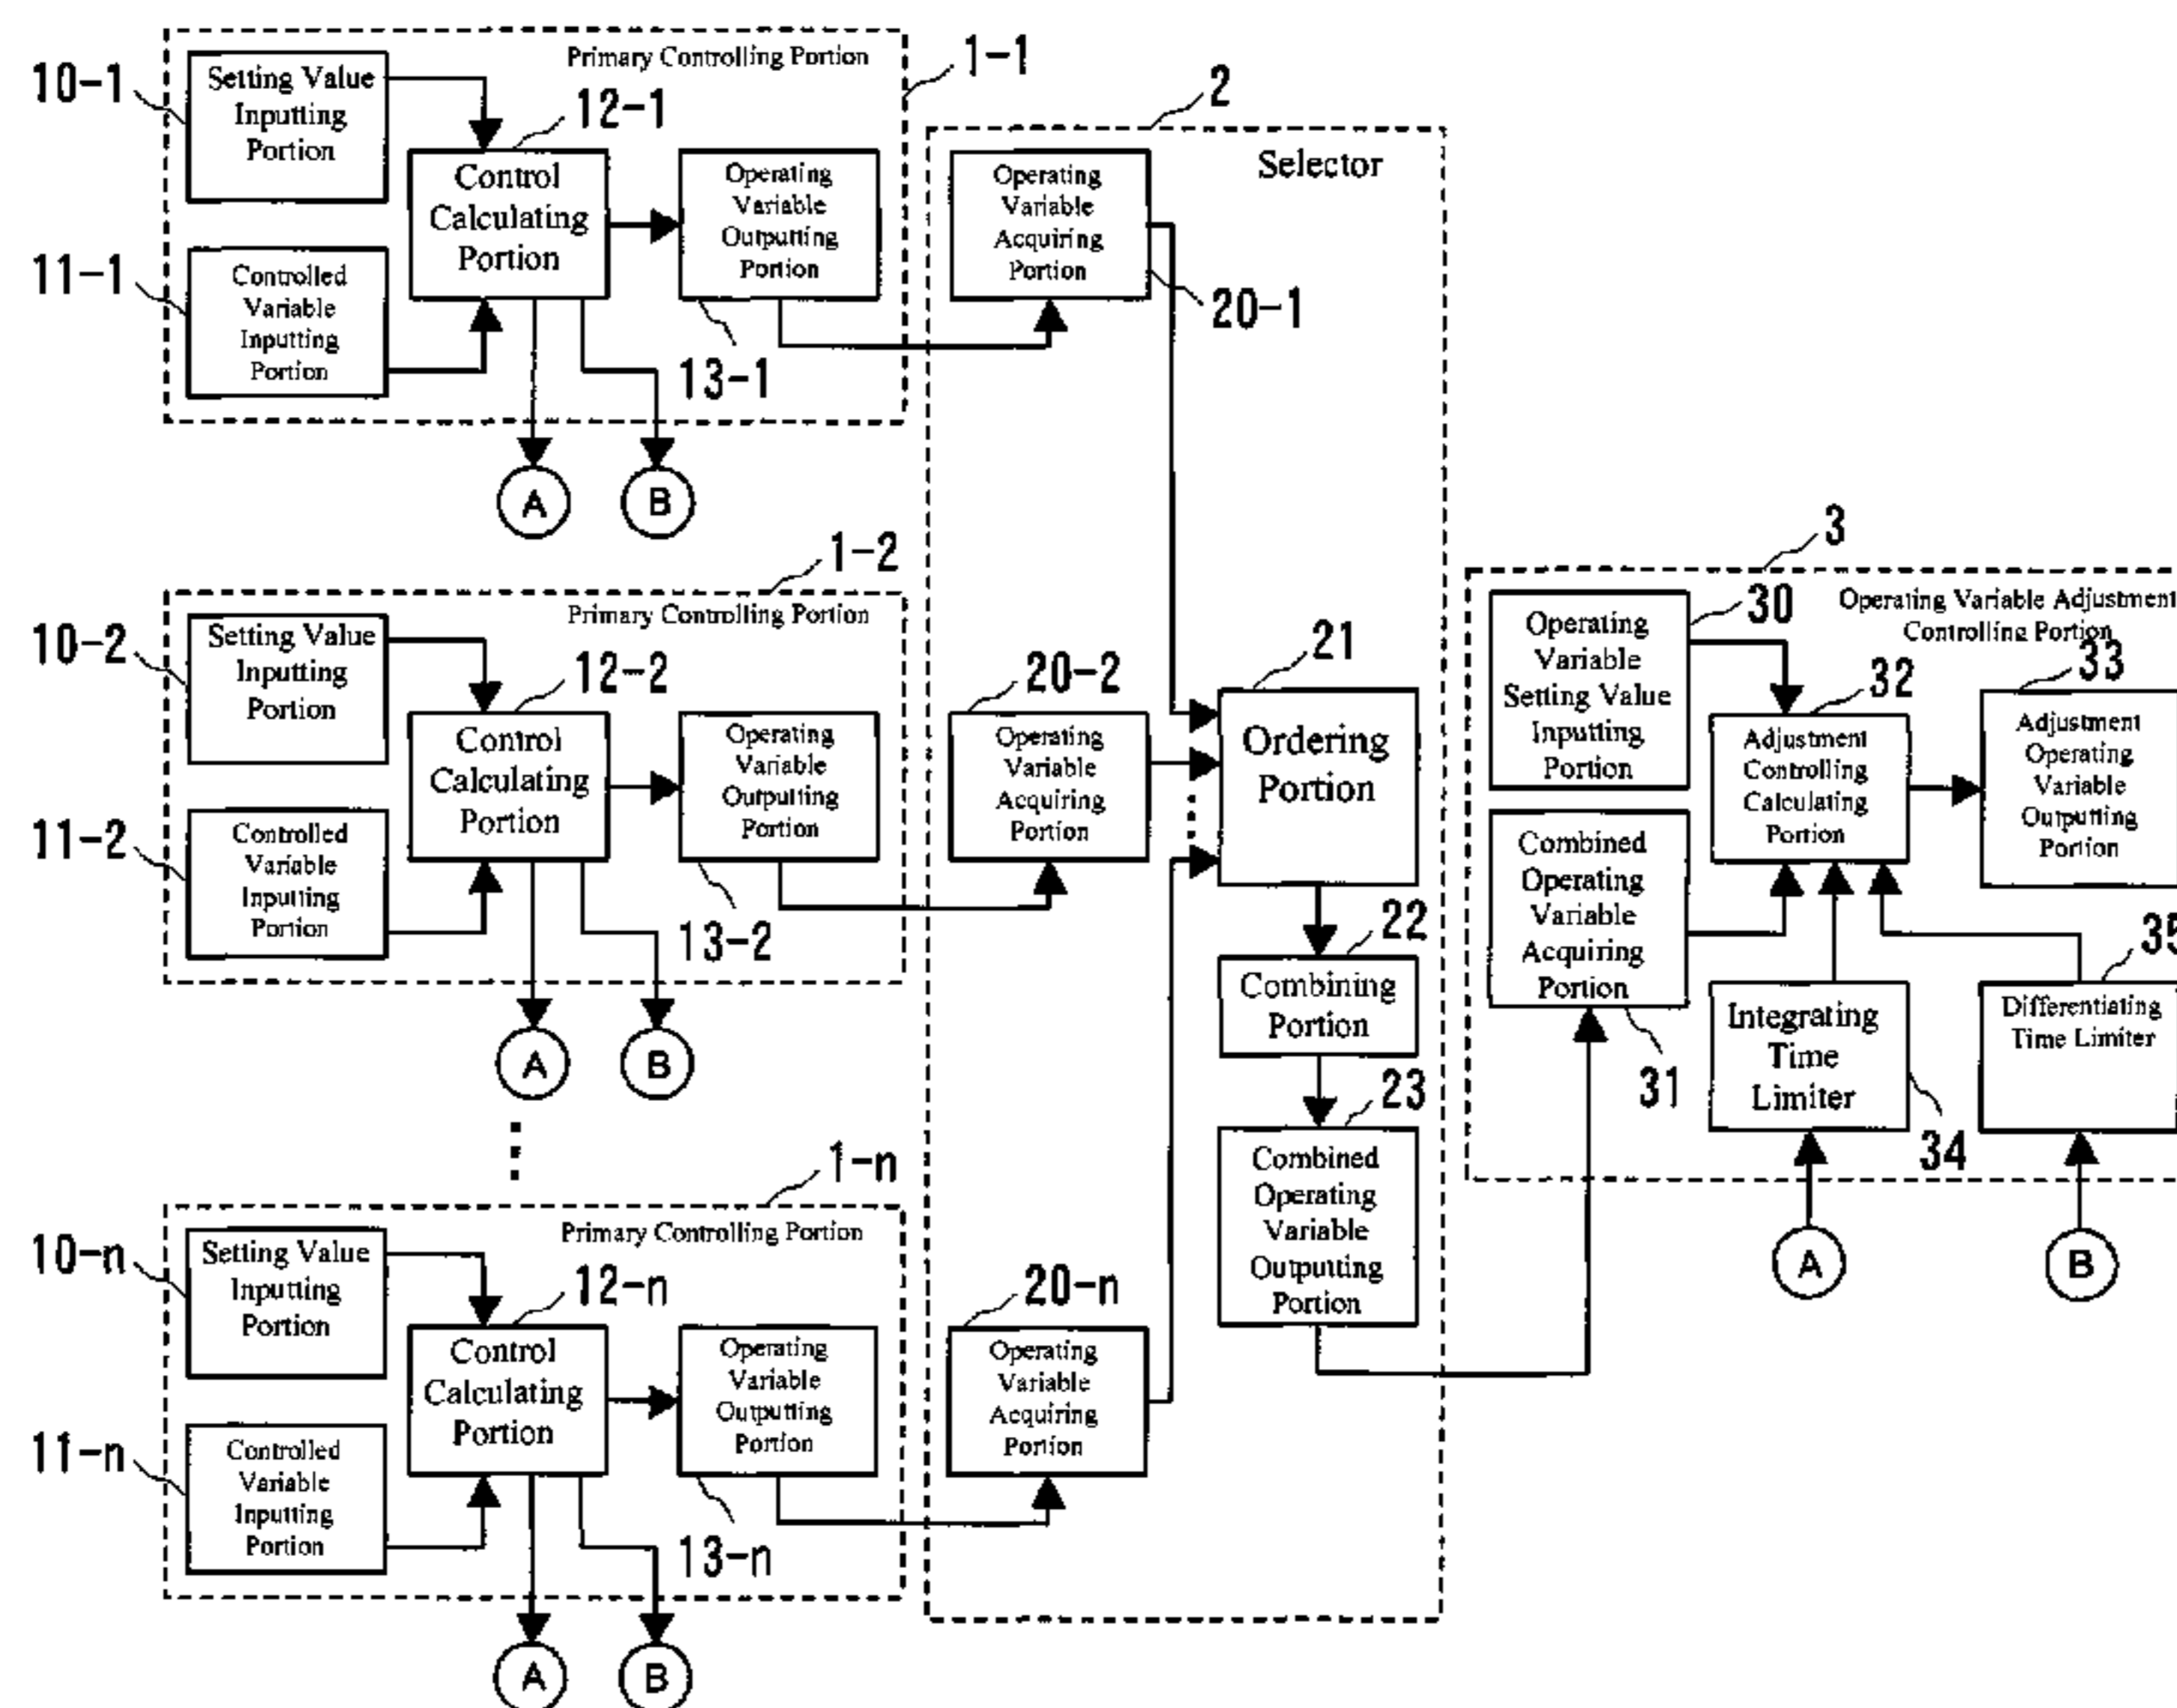 Primary Controlling Portion
1-1
10-1
Setting Value
Inputting
Portion
12-1
Control
Calculating
Portion
Operating
Variable
Outputting
Portion
11-1
Controlled
Variable
Inputting
Portion
13-1
A
B
2
Selector
Operating
Variable
Acquiring
Portion
20-1
1-2
Primary Controlling Portion
10-2
Setting Value
Inputting
Portion
12-2
Control
Calculating
Portion
Operating
Variable
Outputting
Portion
11-2
Controlled
Variable
Inputting
Portion
13-2
A
B
20-2
Operating
Variable
Acquiring
Portion
21
Ordering
Portion
22
Combining
Portion
23
Combined
Operating
Variable
Outputting
Portion
1-n
Primary Controlling Portion
10-n
Setting Value
Inputting
Portion
12-n
Control
Calculating
Portion
Operating
Variable
Outputting
Portion
11-n
Controlled
Variable
Inputting
Portion
13-n
A
B
20-n
Operating
Variable
Acquiring
Portion
3
Operating Variable Adjustment
Controlling Portion
30
Operating
Variable
Setting Value
Inputting
Portion
32
Adjustment
Controlling
Calculating
Portion
33
Adjustment
Operating
Variable
Outputting
Portion
Combined
Operating
Variable
Acquiring
Portion
31
Integrating
Time
Limiter
34
35
Differentiating
Time Limiter
A
B